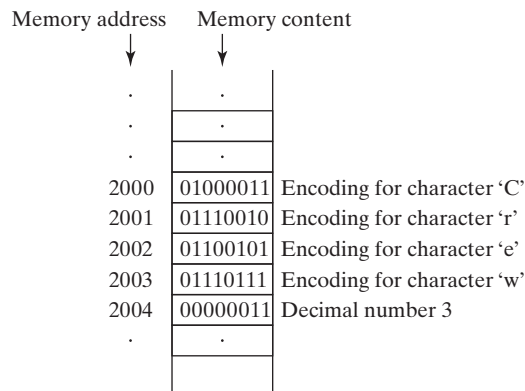 Memory address Memory content
. .
. .
. .
2000 01000011 Encoding for character ‘C’
2001 01110010 Encoding for character ‘r’
2002 01100101 Encoding for character ‘e’
2003 01110111 Encoding for character ‘w’
2004 00000011 Decimal number 3
. .